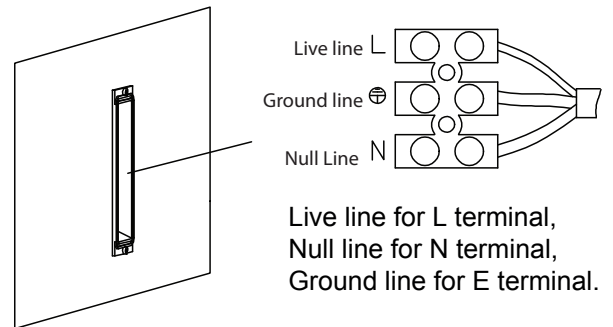 Live line L
Ground line ⏚
Null Line N
Live line for L terminal,
Null line for N terminal,
Ground line for E terminal.